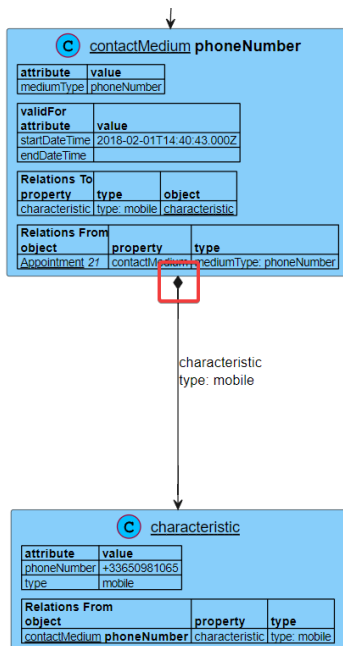 C contactMedium phoneNumber
attribute value
mediumType phoneNumber
validFor
attribute value
startDateTime 2018-02-01T14:40:43.000Z
endDateTime
Relations To
property type object
characteristic type: mobile characteristic
Relations From
object property type
Appointment 21 contactMedium mediumType: phoneNumber
characteristic
type: mobile
C characteristic
attribute value
phoneNumber +33650981065
type mobile
Relations From
object property type
contactMedium phoneNumber characteristic type: mobile